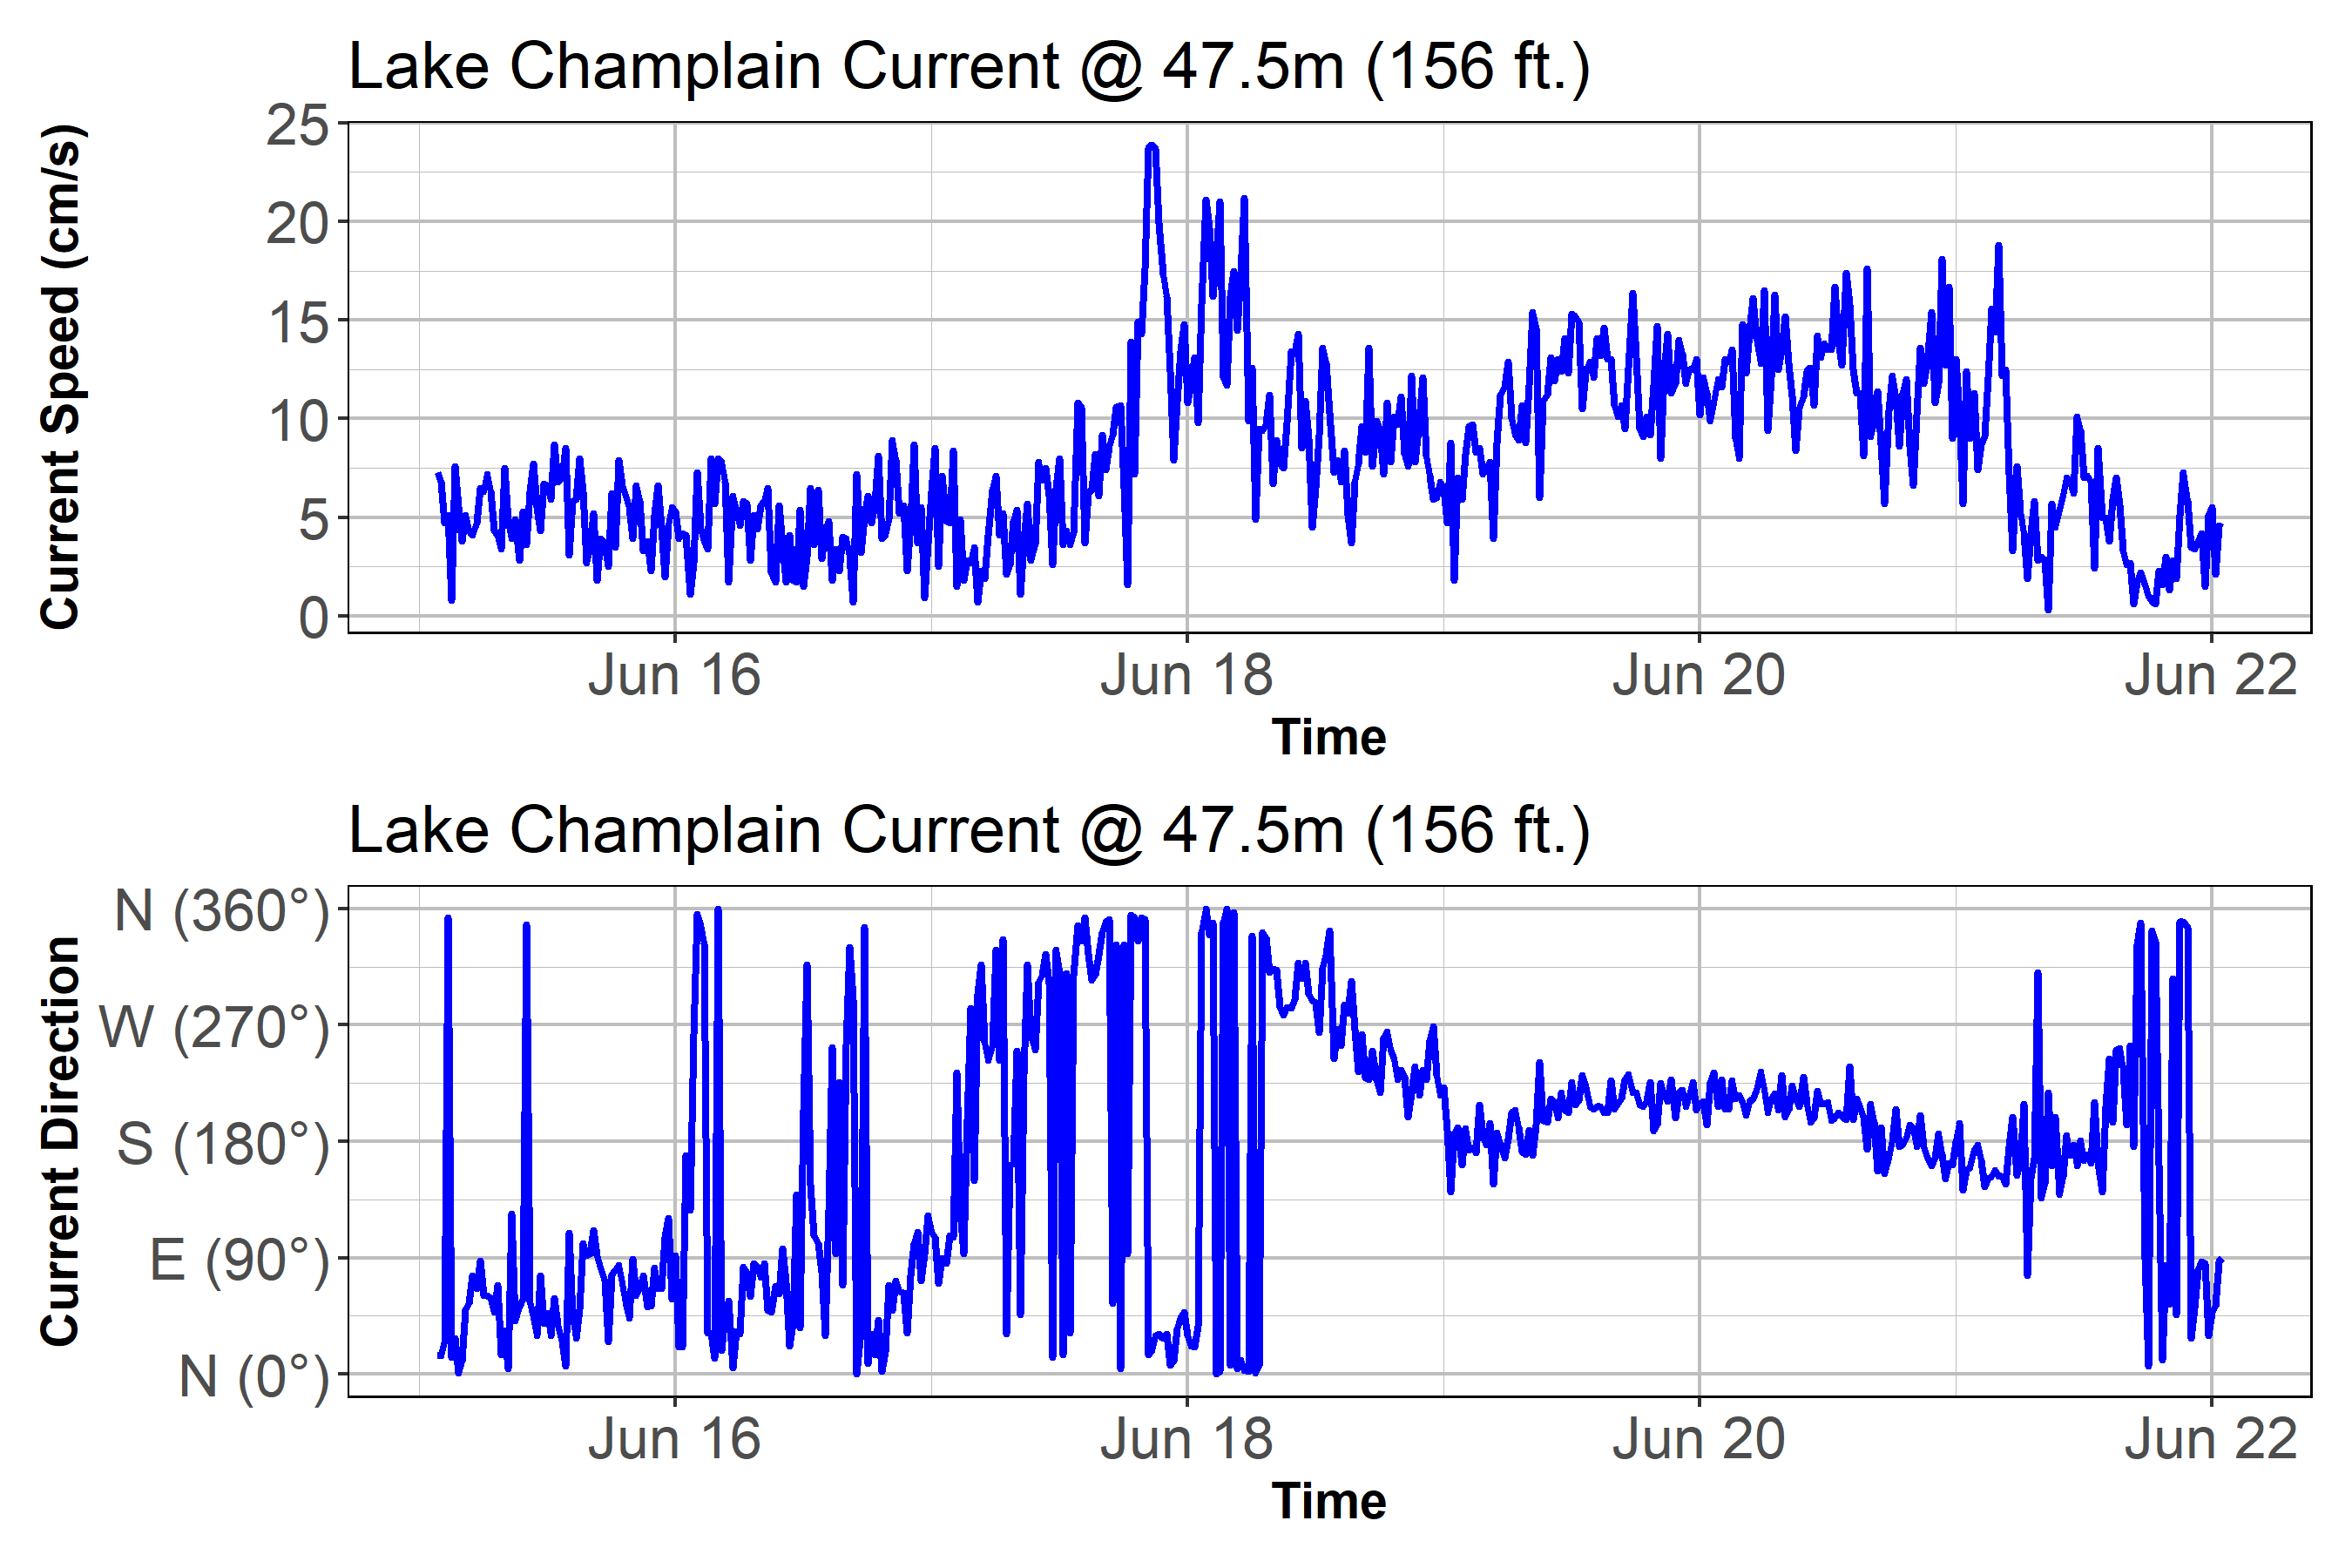 Lake Champlain Current @ 47.5m (156 ft.)
Current Speed (cm/s)
25
20
15
10
5
0
Jun 16 Jun 18 Jun 20 Jun 22
Time
Lake Champlain Current @ 47.5m (156 ft.)
Current Direction
N (360°)
W (270°)
S (180°)
E (90°)
N (0°)
Jun 16 Jun 18 Jun 20 Jun 22
Time